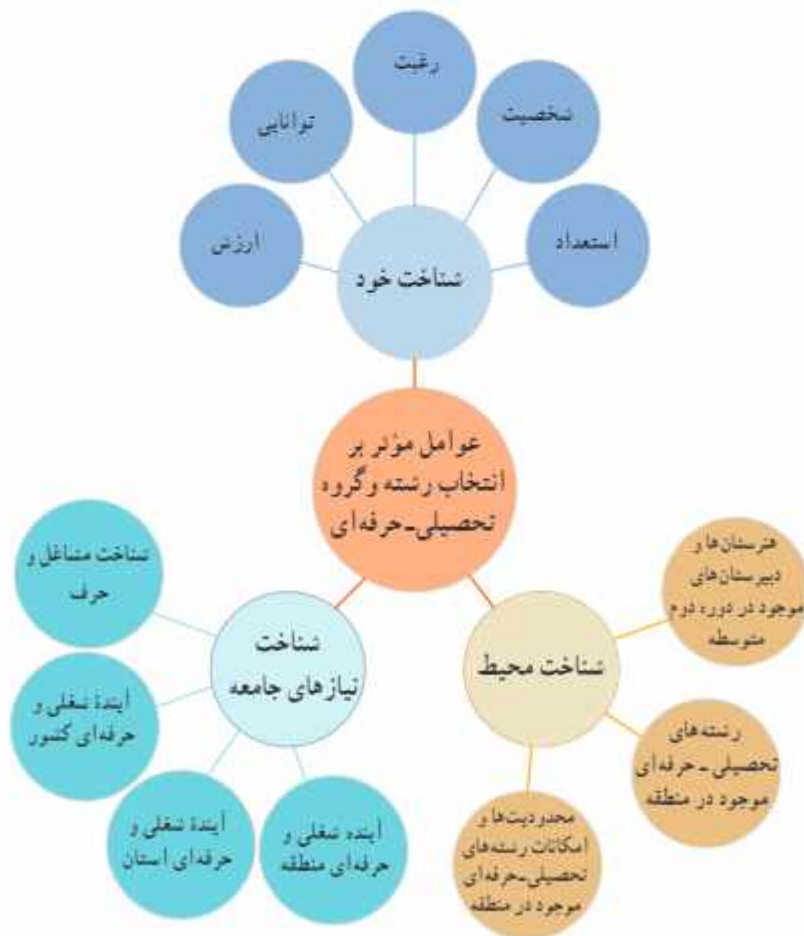 رغبت
شخصیت
توانایی
استعداد
ارزش
شناخت خود
عوامل مؤثر بر
انتخاب رشته و گروه
تحصیلی-حرفه‌ای
هنرستان‌ها و
دبیرستان‌های
موجود در دوره دوم
متوسطه
شناخت محیط
رشته‌های
تحصیلی-حرفه‌ای
موجود در منطقه
محدودیت‌ها و
امکانات رشته‌های
تحصیلی-حرفه‌ای
موجود در منطقه
شناخت
نیازهای جامعه
شناخت مشاغل و
حرف
آیندهٔ شغلی و
حرفه‌ای کشور
آیندهٔ شغلی و
حرفه‌ای استان
آینده شغلی و
حرفه‌ای منطقه